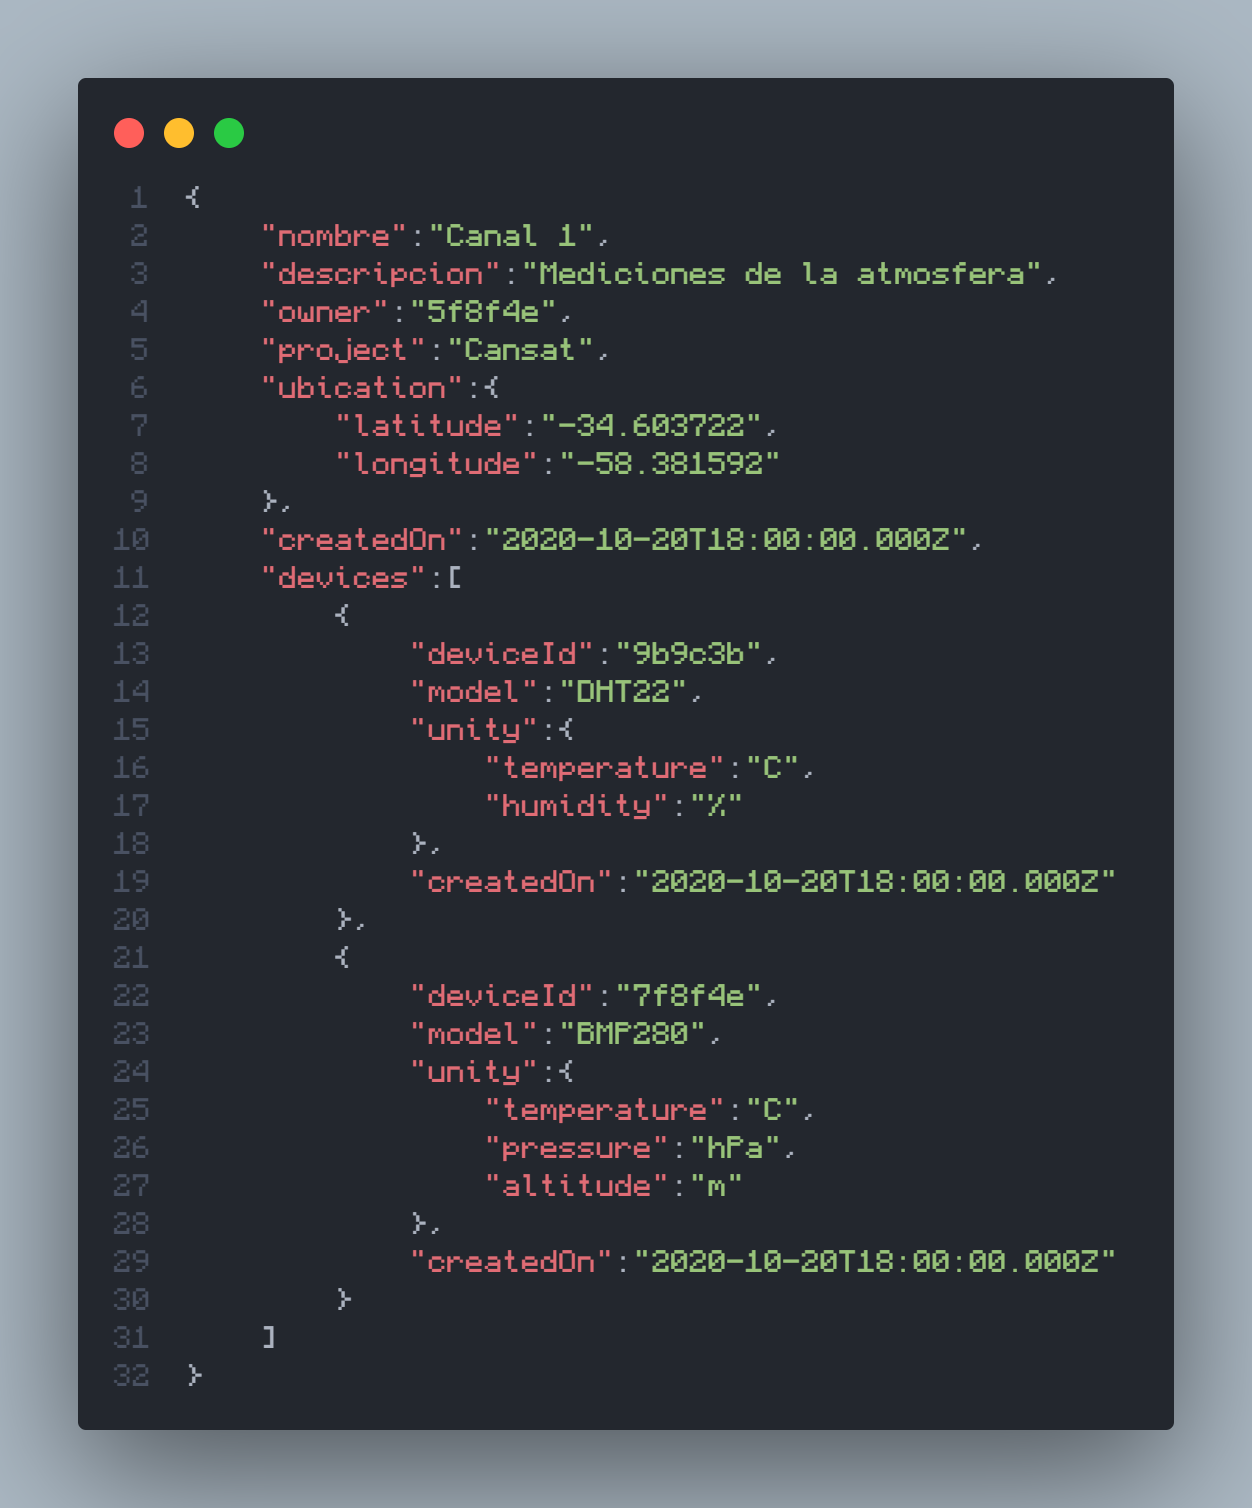 1 {
2     "nombre":"Canal 1",
3     "descripcion":"Mediciones de la atmosfera",
4     "owner":"5f8f4e",
5     "project":"Cansat",
6     "ubication":{
7         "latitude":"-34.603722",
8         "longitude":"-58.381592"
9     },
10     "createdOn":"2020-10-20T18:00:00.000Z",
11     "devices":[
12         {
13             "deviceId":"9b9c3b",
14             "model":"DHT22",
15             "unity":{
16                 "temperature":"C",
17                 "humidity":"%"
18             },
19             "createdOn":"2020-10-20T18:00:00.000Z"
20         },
21         {
22             "deviceId":"7f8f4e",
23             "model":"BMP280",
24             "unity":{
25                 "temperature":"C",
26                 "pressure":"hPa",
27                 "altitude":"m"
28             },
29             "createdOn":"2020-10-20T18:00:00.000Z"
30         }
31     ]
32 }